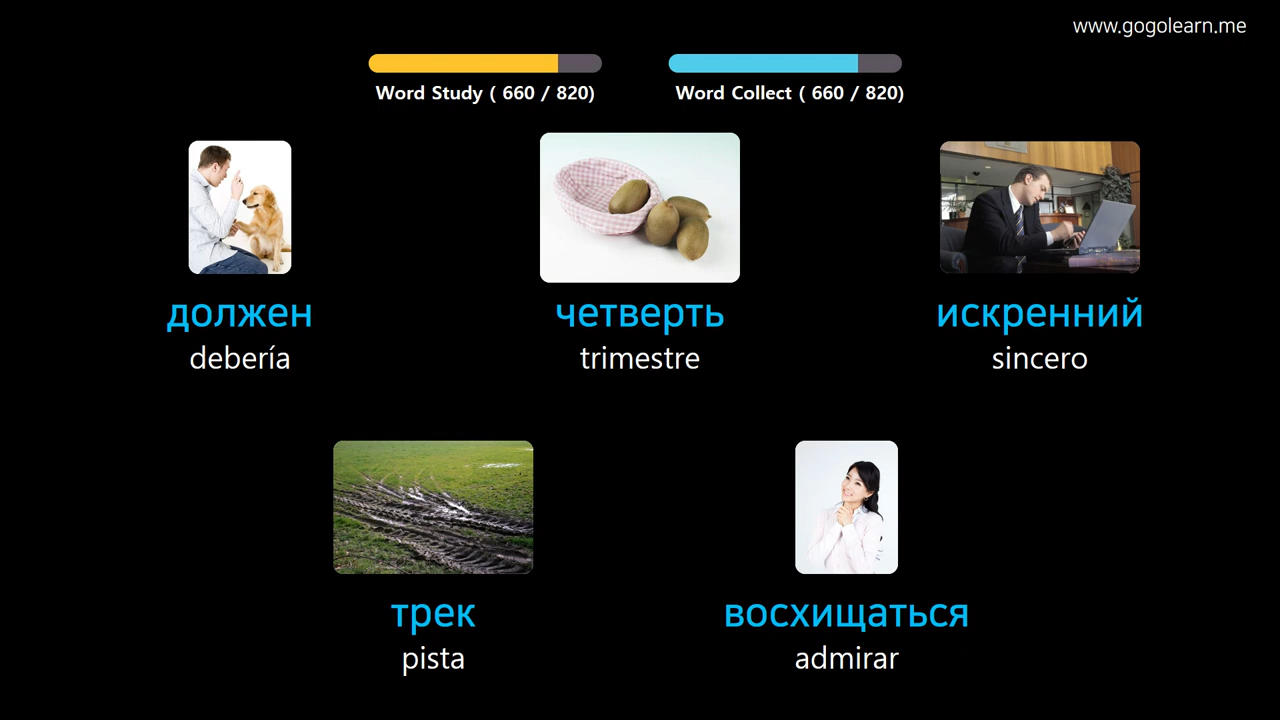 www.gogolearn.me
Word Study ( 660 / 820)
Word Collect ( 660 / 820)
должен
debería
четверть
trimestre
искренний
sincero
трек
pista
восхищаться
admirar